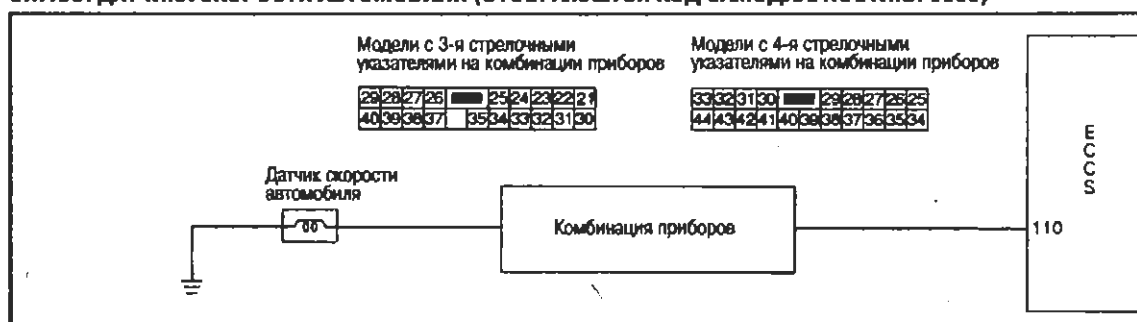 Модели с 3-я стрелочными
указателями на комбинации приборов
29 28 27 26 25 24 23 22 21
40 39 38 37 35 34 33 32 31 30
Модели с 4-я стрелочными
указателями на комбинации приборов
33 32 31 30 29 28 27 26 25
44 43 42 41 40 39 38 37 36 35 34
Датчик скорости
автомобиля
Комбинация приборов
110
E
C
C
S